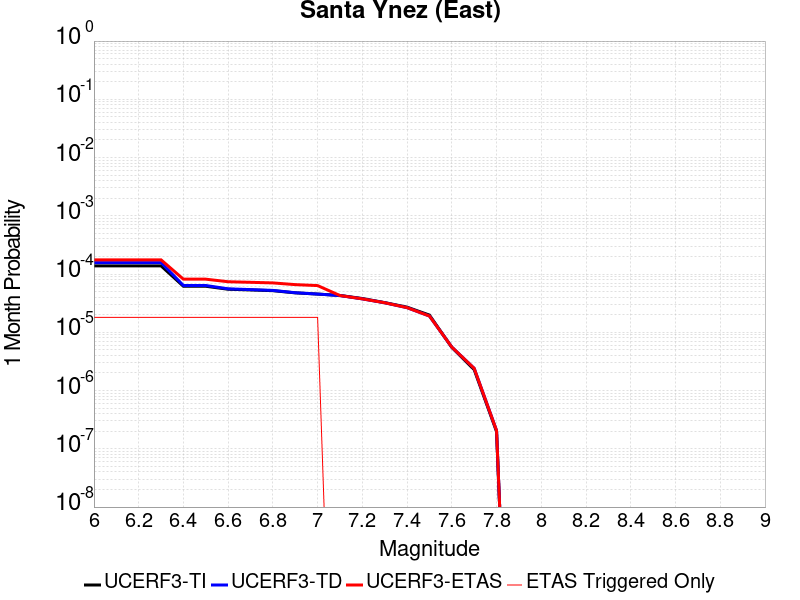 Santa Ynez (East)
1 Month Probability
10^0
10^-1
10^-2
10^-3
10^-4
10^-5
10^-6
10^-7
10^-8
6 6.2 6.4 6.6 6.8 7 7.2 7.4 7.6 7.8 8 8.2 8.4 8.6 8.8 9
Magnitude
UCERF3-TI UCERF3-TD UCERF3-ETAS ETAS Triggered Only